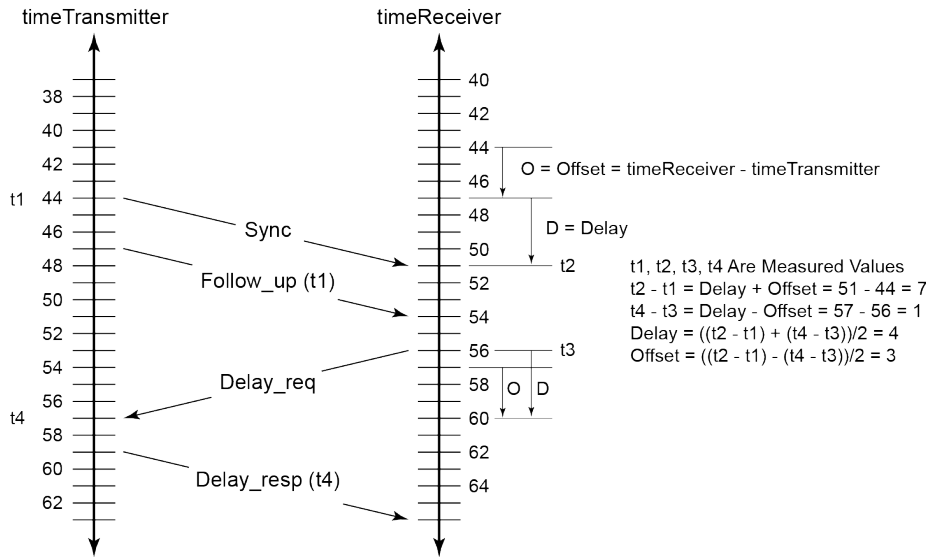 timeTransmitter
timeReceiver
40
38
42
40
44
42
O = Offset = timeReceiver - timeTransmitter
46
t1
44
48
D = Delay
Sync
46
50
48
t2
t1, t2, t3, t4 Are Measured Values
Follow_up (t1)
52
t2 - t1 = Delay + Offset = 51 - 44 = 7
50
t4 - t3 = Delay - Offset = 57 - 56 = 1
54
52
Delay = ((t2 - t1) + (t4 - t3))/2 = 4
56
t3
Offset = ((t2 - t1) - (t4 - t3))/2 = 3
54
Delay_req
58
O
D
56
t4
60
58
62
60
Delay_resp (t4)
64
62